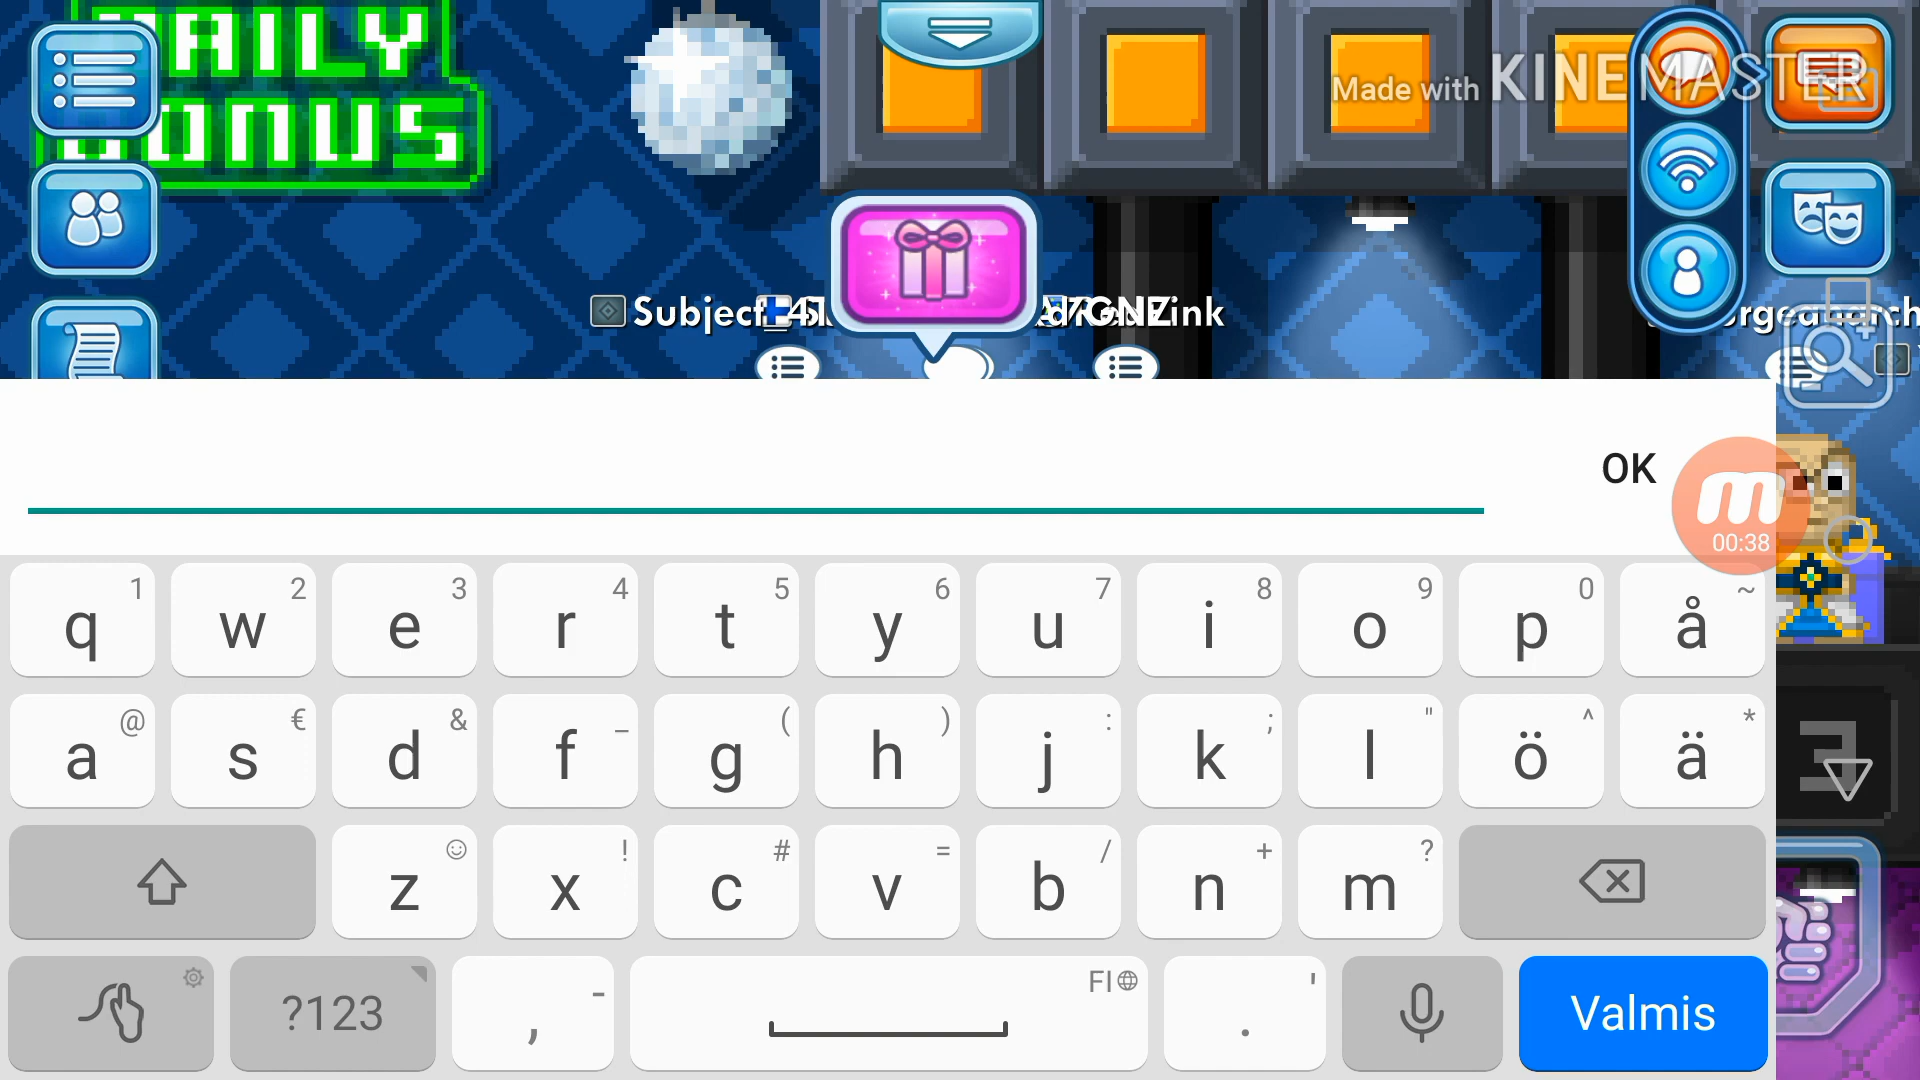 DAILY
BONUS
Made with KINEMASTER
Subject
OK
00:38
1 2 3 4 5 6 7 8 9 0 ~
q w e r t y u i o p å
@ € & _ ( ) : ; " ^ *
a s d f g h j k l ö ä
! # = / + ?
z x c v b n m
FI
?123 , - . ' Valmis